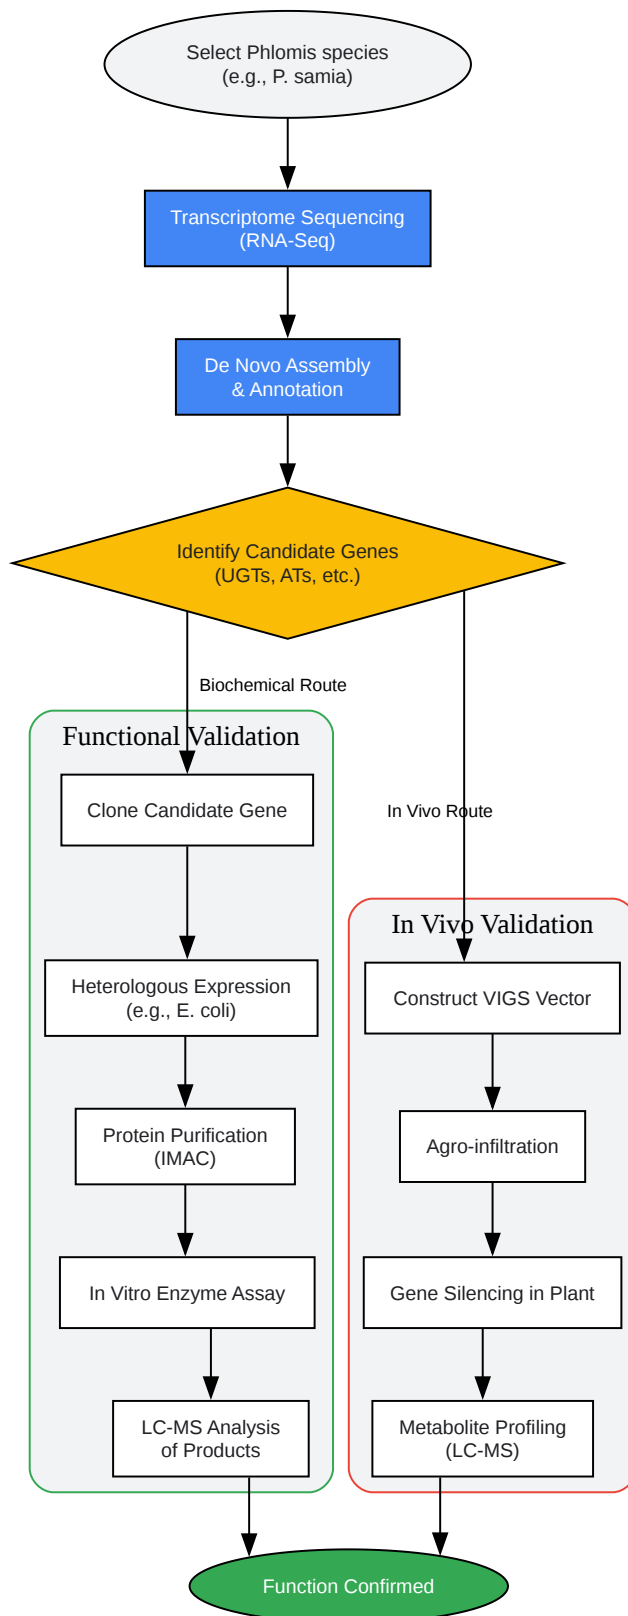 Select Phlomis species
(e.g., P. samia)
Transcriptome Sequencing
(RNA-Seq)
De Novo Assembly
& Annotation
Identify Candidate Genes
(UGTs, ATs, etc.)
Biochemical Route
Functional Validation
Clone Candidate Gene
Heterologous Expression
(e.g., E. coli)
Protein Purification
(IMAC)
In Vitro Enzyme Assay
LC-MS Analysis
of Products
In Vivo Route
In Vivo Validation
Construct VIGS Vector
Agro-infiltration
Gene Silencing in Plant
Metabolite Profiling
(LC-MS)
Function Confirmed